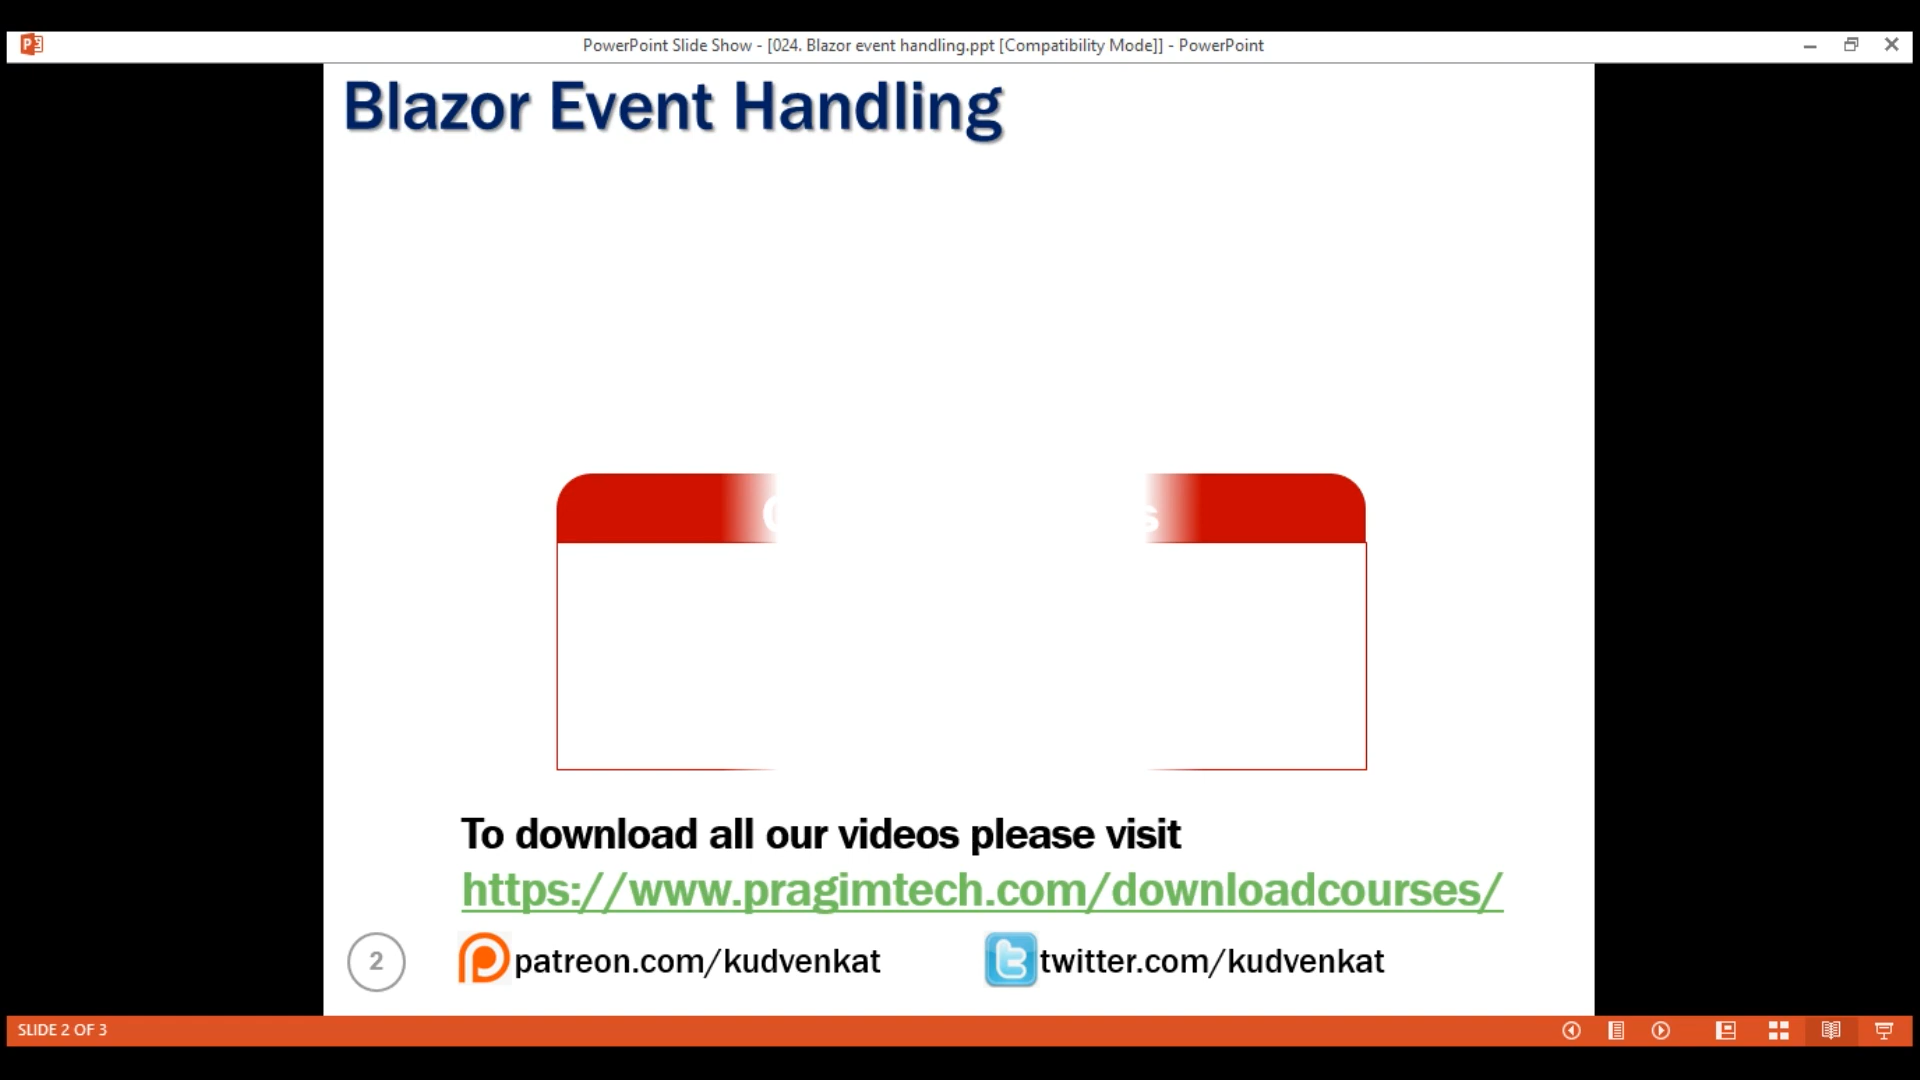 PowerPoint Slide Show - [024. Blazor event handling.ppt [Compatibility Mode]] - PowerPoint
Blazor Event Handling
To download all our videos please visit
https://www.pragimtech.com/downloadcourses/
2
patreon.com/kudvenkat
twitter.com/kudvenkat
SLIDE 2 OF 3